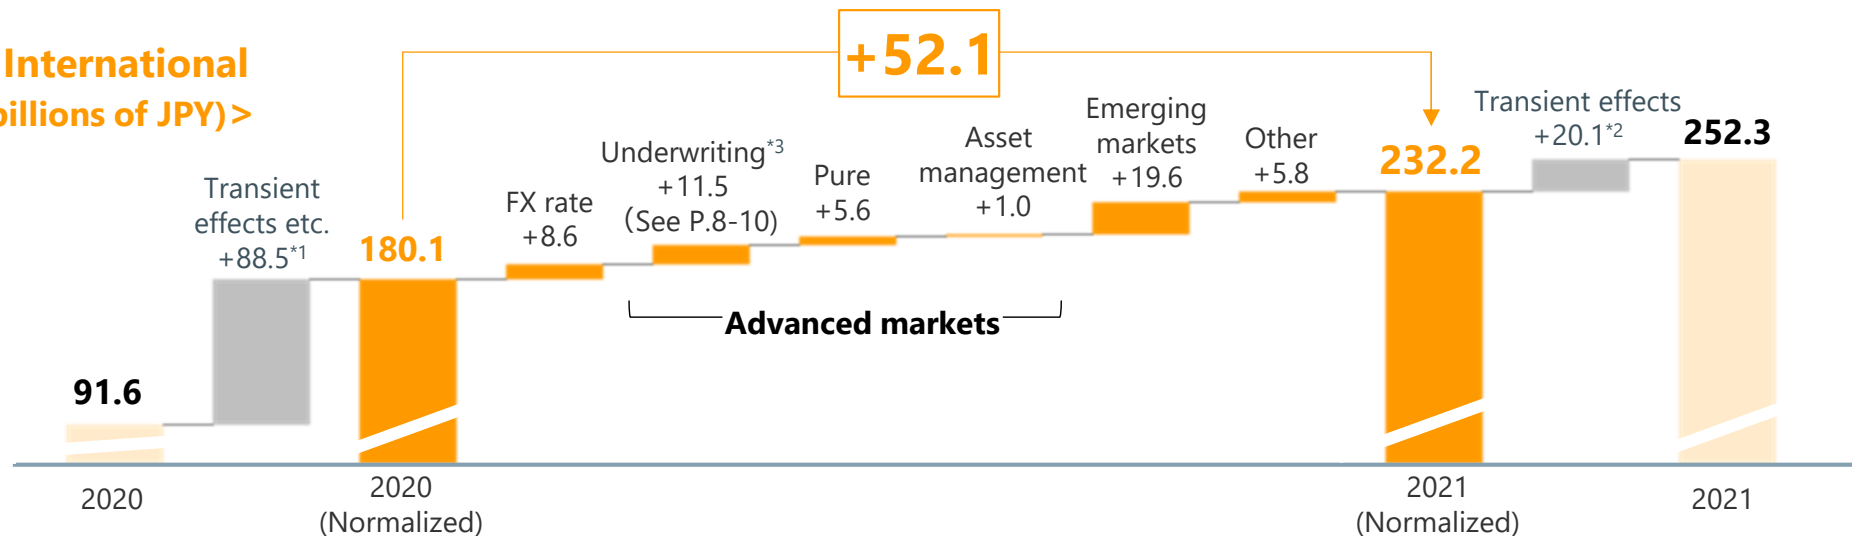 International
billions of JPY)>
+52.1
Transient
effects etc.
+88.5*1
180.1
FX rate
+8.6
Underwriting*3
+11.5
(See P.8-10)
Pure
+5.6
Asset
management
+1.0
Emerging
markets
+19.6
Other
+5.8
232.2
Transient effects
+20.1*2
252.3
Advanced markets
91.6
2020
2020
(Normalized)
2021
(Normalized)
2021